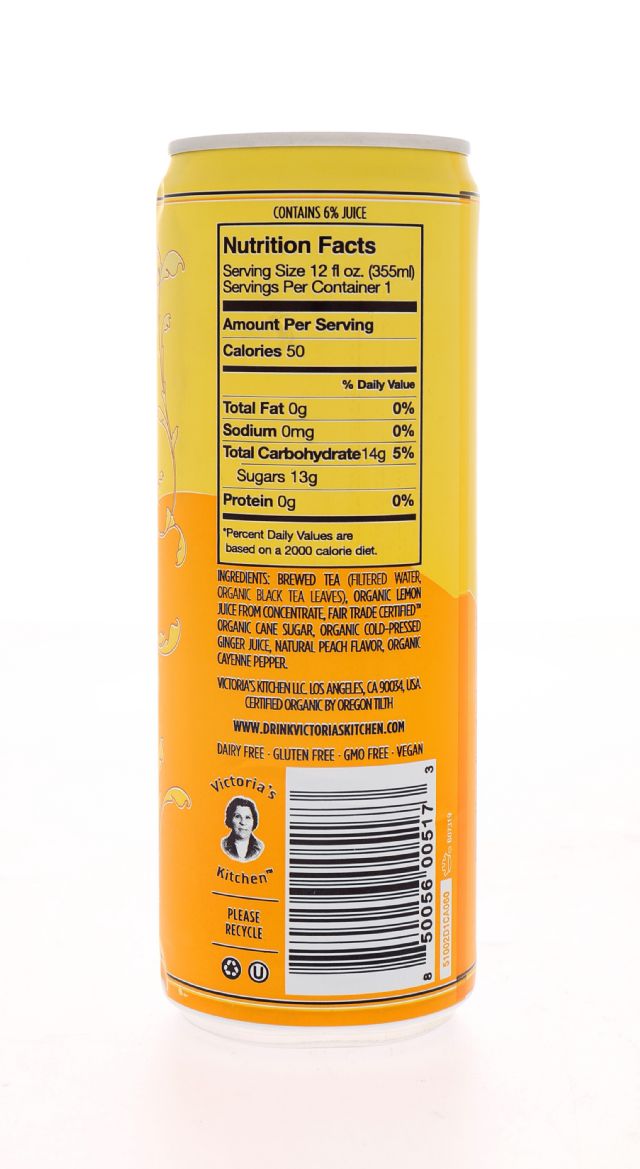 CONTAINS 6% JUICE
Nutrition Facts
Serving Size 12 fl oz. (355ml)
Servings Per Container 1
Amount Per Serving
Calories 50
% Daily Value
Total Fat 0g 0%
Sodium 0mg 0%
Total Carbohydrate 14g 5%
Sugars 13g
Protein 0g 0%
*Percent Daily Values are
based on a 2000 calorie diet.
INGREDIENTS: BREWED TEA (FILTERED WATER,
ORGANIC BLACK TEA LEAVES), ORGANIC LEMON
JUICE FROM CONCENTRATE, FAIR TRADE CERTIFIED™
ORGANIC CANE SUGAR, ORGANIC COLD-PRESSED
GINGER JUICE, NATURAL PEACH FLAVOR, ORGANIC
CAYENNE PEPPER.
VICTORIA'S KITCHEN LLC. LOS ANGELES, CA 90034, USA
CERTIFIED ORGANIC BY OREGON TILTH
WWW.DRINKVICTORIASKITCHEN.COM
DAIRY FREE · GLUTEN FREE · GMO FREE · VEGAN
Victoria's
Kitchen™
PLEASE
RECYCLE
U
8 50056 00517 3
51002D1CA060